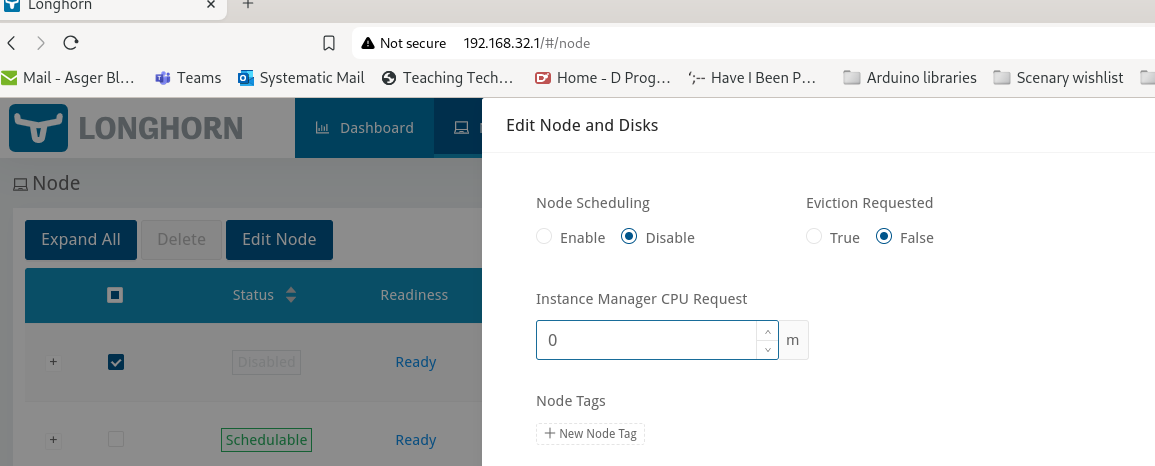 Longhorn
Not secure 192.168.32.1/#/node
Mail - Asger Bl... Teams Systematic Mail Teaching Tech... Home - D Prog... ';-- Have I Been P... Arduino libraries Scenary wishlist
LONGHORN Dashboard
Edit Node and Disks
Node
Node Scheduling Eviction Requested
Enable Disable True False
Expand All Delete Edit Node
Status Readiness
Instance Manager CPU Request
0 m
Disabled Ready
Node Tags
+ New Node Tag
Schedulable Ready